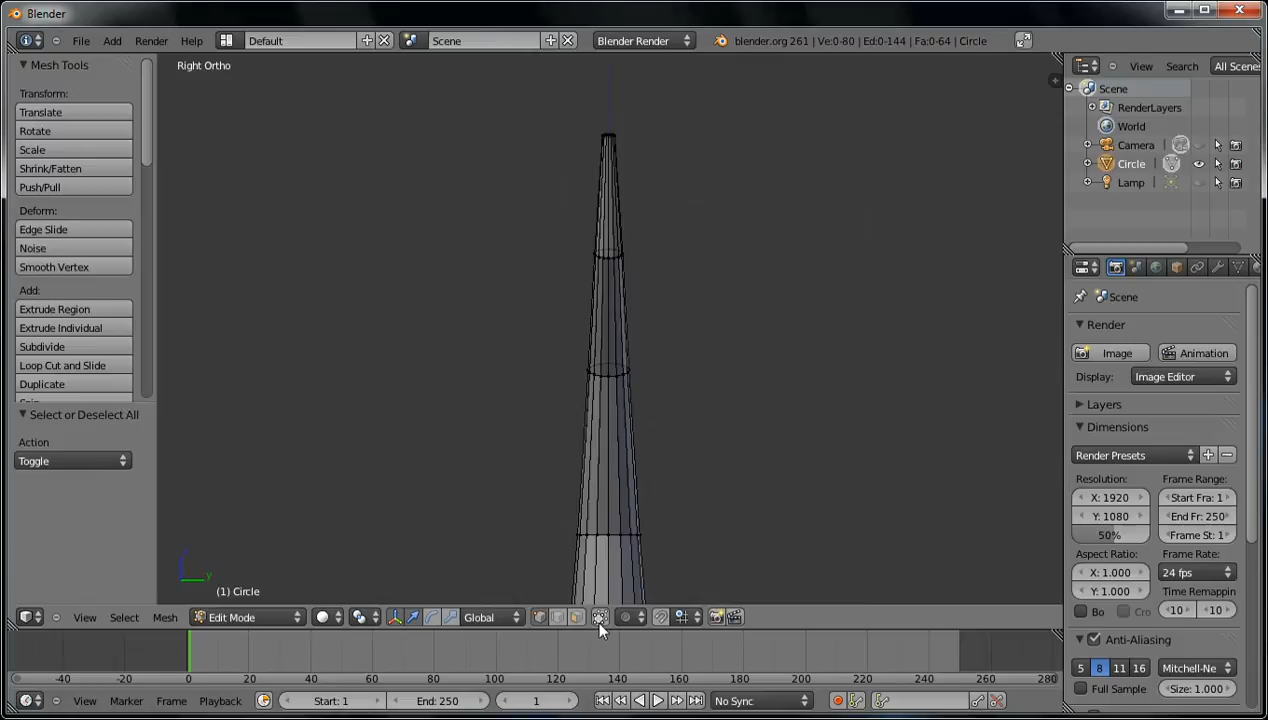 Blender
File Add Render Help Default Scene Blender Render blender.org 261 | Ve:0-80 | Ed:0-144 | Fa:0-64 | Circle
Mesh Tools
Transform:
Translate
Rotate
Scale
Shrink/Fatten
Push/Pull
Deform:
Edge Slide
Noise
Smooth Vertex
Add:
Extrude Region
Extrude Individual
Subdivide
Loop Cut and Slide
Duplicate
Select or Deselect All
Action
Toggle
Right Ortho
y
(1) Circle
View Search All Scene
Scene
RenderLayers
World
Camera
Circle
Lamp
Scene
Render
Image Animation
Display: Image Editor
Layers
Dimensions
Render Presets
Resolution: Frame Range:
X: 1920 Start Fra: 1
Y: 1080 End Fr: 250
50% Frame St: 1
Aspect Ratio: Frame Rate:
X: 1.000 24 fps
Y: 1.000 Time Remappin
Bo Cro 10 10
Anti-Aliasing
5 8 11 16 Mitchell-Ne
Full Sample Size: 1.000
View Select Mesh Edit Mode Global
-40 -20 0 20 40 60 80 100 120 140 160 180 200 220 240 260 280
View Marker Frame Playback Start: 1 End: 250 1 No Sync